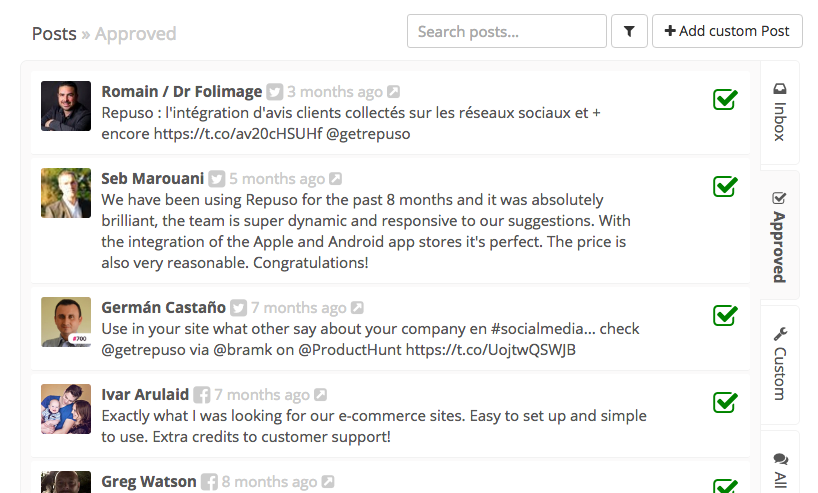 Posts » Approved
Search posts...
Add custom Post
Romain / Dr Folimage 3 months ago
Repuso : l'intégration d'avis clients collectés sur les réseaux sociaux et +
encore https://t.co/av20cHSUHf @getrepuso
Seb Marouani 5 months ago
We have been using Repuso for the past 8 months and it was absolutely
brilliant, the team is super dynamic and responsive to our suggestions. With
the integration of the Apple and Android app stores it's perfect. The price is
also very reasonable. Congratulations!
Germán Castaño 7 months ago
Use in your site what other say about your company en #socialmedia... check
@getrepuso via @bramk on @ProductHunt https://t.co/UojtwQSWJB
#700
Ivar Arulaid 7 months ago
Exactly what I was looking for our e-commerce sites. Easy to set up and simple
to use. Extra credits to customer support!
Greg Watson 8 months ago
Inbox
Approved
Custom
All